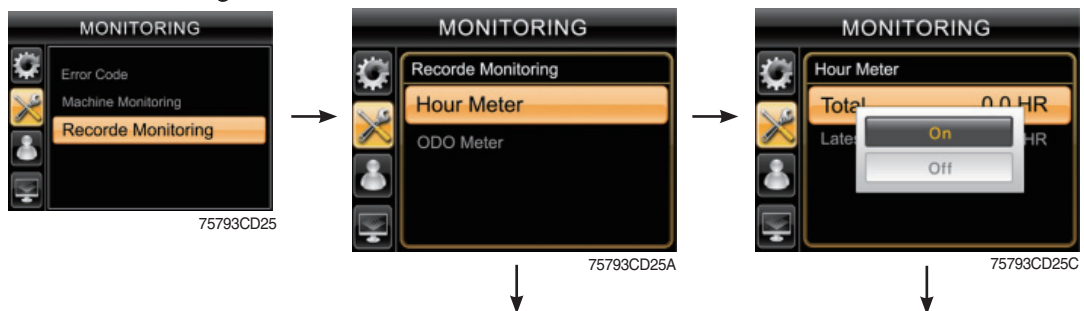 MONITORING
Error Code
Machine Monitoring
Recorde Monitoring
75793CD25
MONITORING
Recorde Monitoring
Hour Meter
ODO Meter
75793CD25A
MONITORING
Hour Meter
Total 0.0 HR
HR
On
Off
75793CD25C